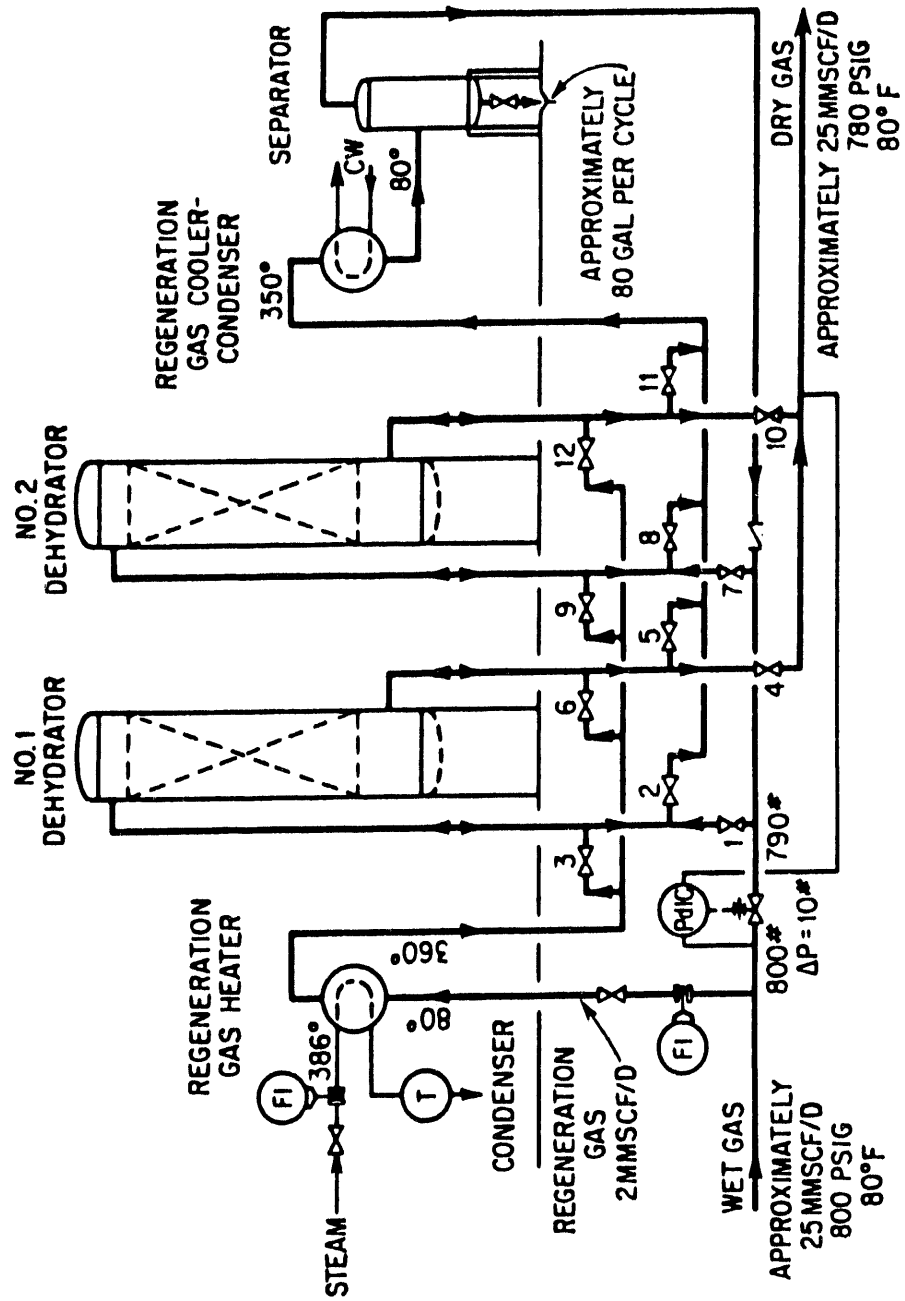 NO. 1
DEHYDRATOR
NO. 2
DEHYDRATOR
REGENERATION
GAS COOLER-
CONDENSER
SEPARATOR
REGENERATION
GAS HEATER
350°
CW
80°
FI
386°
STEAM
T
CONDENSER
360°
80°
APPROXIMATELY
80 GAL PER CYCLE
REGENERATION
GAS
2MMSCF/D
FI
3
6
9
12
2
5
8
11
1
4
7
10
PdIC
800#
ΔP = 10#
790#
WET GAS
APPROXIMATELY
25 MMSCF/D
800 PSIG
80°F
DRY GAS
APPROXIMATELY 25 MMSCF/D
780 PSIG
80°F